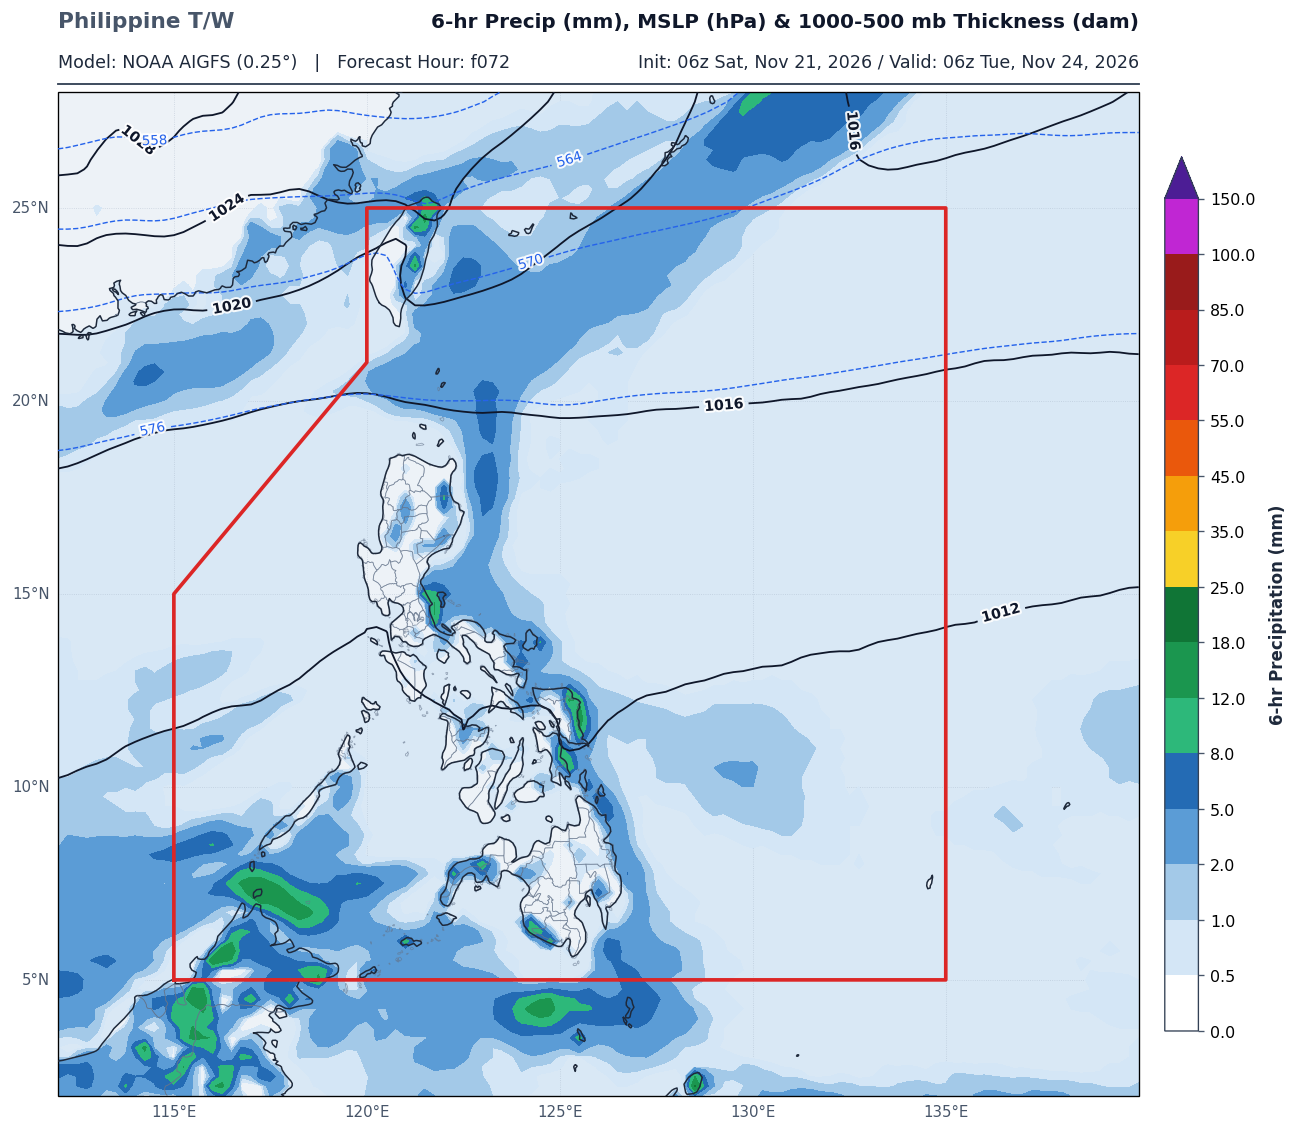 Philippine T/W
6-hr Precip (mm), MSLP (hPa) & 1000-500 mb Thickness (dam)
Model: NOAA AIGFS (0.25°) | Forecast Hour: f072
Init: 06z Sat, Nov 21, 2026 / Valid: 06z Tue, Nov 24, 2026
558
564
1016
1024
570
1020
1016
576
1012
25°N
20°N
15°N
10°N
5°N
115°E
120°E
125°E
130°E
135°E
150.0
100.0
85.0
70.0
55.0
45.0
35.0
25.0
18.0
12.0
8.0
5.0
2.0
1.0
0.5
0.0
6-hr Precipitation (mm)